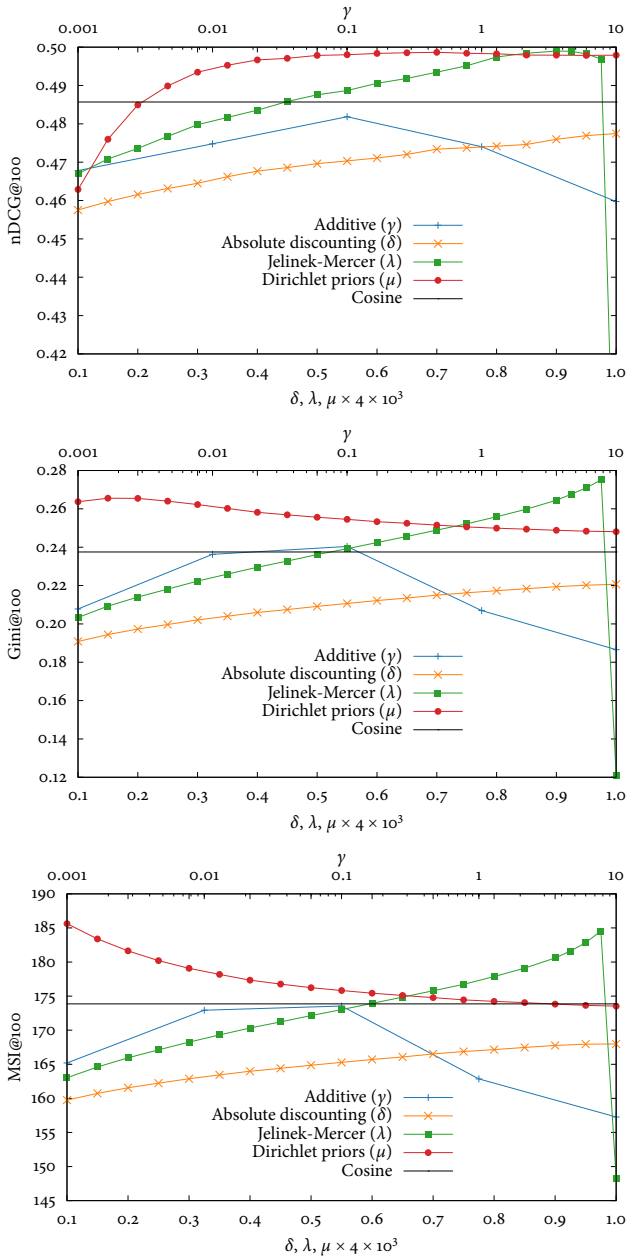 γ
0.001 0.01 0.1 1 10
0.50
0.49
0.48
0.47
0.46
0.45
0.44
0.43
0.42
nDCG@100
Additive (γ)
Absolute discounting (δ)
Jelinek-Mercer (λ)
Dirichlet priors (μ)
Cosine
0.1 0.2 0.3 0.4 0.5 0.6 0.7 0.8 0.9 1.0
δ, λ, μ × 4 × 10³
γ
0.001 0.01 0.1 1 10
0.28
0.26
0.24
0.22
0.20
0.18
0.16
0.14
0.12
Gini@100
Additive (γ)
Absolute discounting (δ)
Jelinek-Mercer (λ)
Dirichlet priors (μ)
Cosine
0.1 0.2 0.3 0.4 0.5 0.6 0.7 0.8 0.9 1.0
δ, λ, μ × 4 × 10³
γ
0.001 0.01 0.1 1 10
190
185
180
175
170
165
160
155
150
145
MSI@100
Additive (γ)
Absolute discounting (δ)
Jelinek-Mercer (λ)
Dirichlet priors (μ)
Cosine
0.1 0.2 0.3 0.4 0.5 0.6 0.7 0.8 0.9 1.0
δ, λ, μ × 4 × 10³